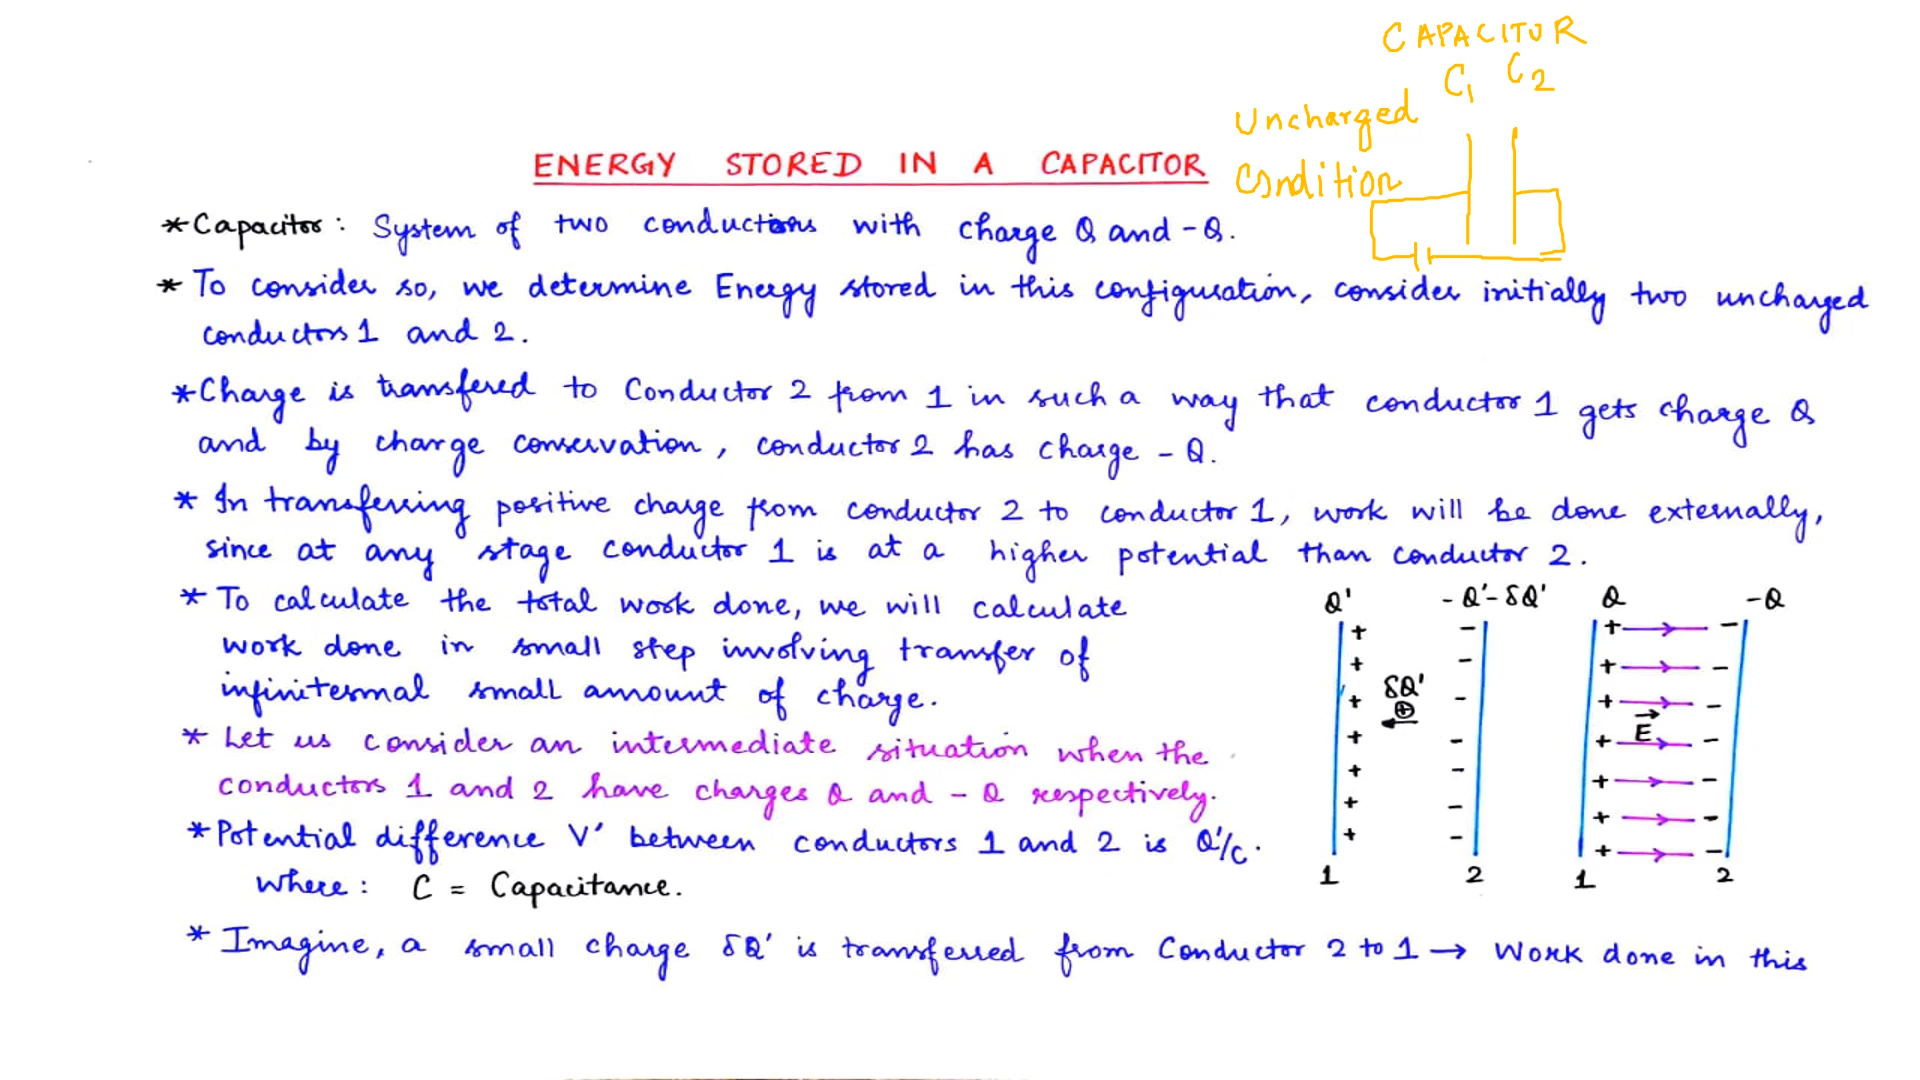 CAPACITOR
C1 C2
Uncharged
Condition
ENERGY STORED IN A CAPACITOR
* Capacitor: System of two conductors with charge Q and -Q.
* To consider so, we determine Energy stored in this configuration, consider initially two uncharged
conductors 1 and 2.
* Charge is transfered to Conductor 2 from 1 in such a way that conductor 1 gets charge Q
and by charge conservation, conductor 2 has charge - Q.
* In transferring positive charge from conductor 2 to conductor 1, work will be done externally,
since at any stage conductor 1 is at a higher potential than conductor 2.
* To calculate the total work done, we will calculate
work done in small step involving transfer of
infinitesmal small amount of charge.
* Let us consider an intermediate situation when the
conductors 1 and 2 have charges Q and - Q respectively.
* Potential difference V' between conductors 1 and 2 is Q'/C.
where: C = Capacitance.
* Imagine, a small charge δQ' is transferred from Conductor 2 to 1 → Work done in this
Q' - Q'- δQ'
δQ'
1 2
Q -Q
E
1 2